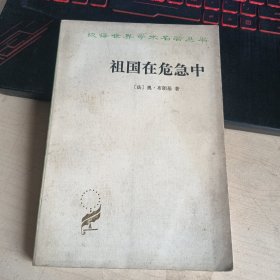 汉译世界学术名著丛书
祖国在危急中
〔法〕奥·布朗基 著